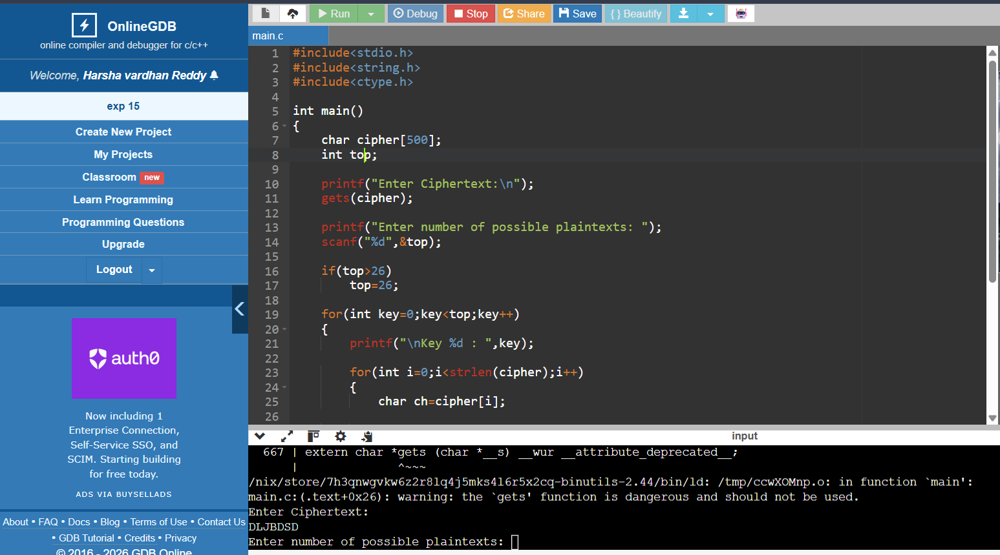 OnlineGDB
online compiler and debugger for c/c++
Welcome, Harsha vardhan Reddy
exp 15
Create New Project
My Projects
Classroom new
Learn Programming
Programming Questions
Upgrade
Logout
auth0
Now including 1
Enterprise Connection,
Self-Service SSO, and
SCIM. Starting building
for free today.
ADS VIA BUYSELLADS
About • FAQ • Docs • Blog • Terms of Use • Contact Us
• GDB Tutorial • Credits • Privacy
© 2016 - 2026 GDB Online
Run Debug Stop Share Save { } Beautify
main.c
1 #include<stdio.h>
2 #include<string.h>
3 #include<ctype.h>
4
5 int main()
6 {
7 char cipher[500];
8 int top;
9
10 printf("Enter Ciphertext:\n");
11 gets(cipher);
12
13 printf("Enter number of possible plaintexts: ");
14 scanf("%d",&top);
15
16 if(top>26)
17 top=26;
18
19 for(int key=0;key<top;key++)
20 {
21 printf("\nKey %d : ",key);
22
23 for(int i=0;i<strlen(cipher);i++)
24 {
25 char ch=cipher[i];
26
input
667 | extern char *gets (char *__s) __wur __attribute_deprecated__;
| ^~~~
/nix/store/7h3qnwgvkw6z2r8lq4j5mks4l6r5x2cq-binutils-2.44/bin/ld: /tmp/ccwXOMnp.o: in function `main':
main.c:(.text+0x26): warning: the `gets' function is dangerous and should not be used.
Enter Ciphertext:
DLJBDSD
Enter number of possible plaintexts: